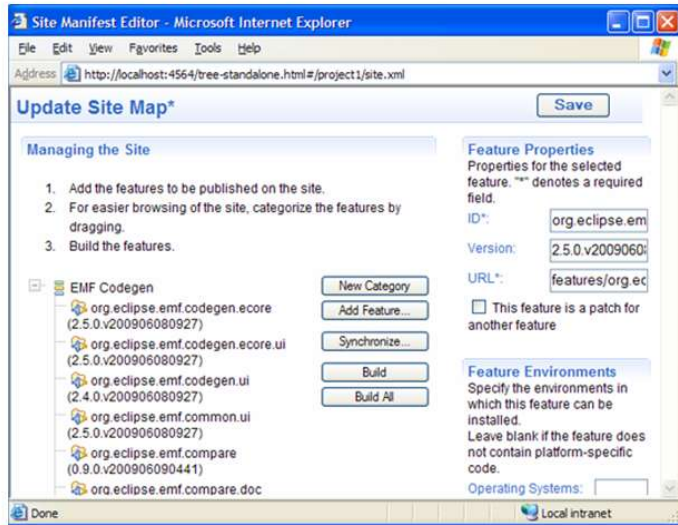 Site Manifest Editor - Microsoft Internet Explorer
File Edit View Favorites Tools Help
Address http://localhost:4564/tree-standalone.html#/project1/site.xml
Update Site Map*
Save
Managing the Site
1. Add the features to be published on the site.
2. For easier browsing of the site, categorize the features by
dragging.
3. Build the features.
EMF Codegen
org.eclipse.emf.codegen.ecore
(2.5.0.v200906080927)
org.eclipse.emf.codegen.ecore.ui
(2.5.0.v200906080927)
org.eclipse.emf.codegen.ui
(2.4.0.v200906080927)
org.eclipse.emf.common.ui
(2.5.0.v200906080927)
org.eclipse.emf.compare
(0.9.0.v200906090441)
org.eclipse.emf.compare.doc
New Category
Add Feature...
Synchronize...
Build
Build All
Feature Properties
Properties for the selected
feature. "*" denotes a required
field.
ID*: org.eclipse.em
Version: 2.5.0.v2009060
URL*: features/org.ec
This feature is a patch for
another feature
Feature Environments
Specify the environments in
which this feature can be
installed.
Leave blank if the feature does
not contain platform-specific
code.
Operating Systems:
Done
Local intranet